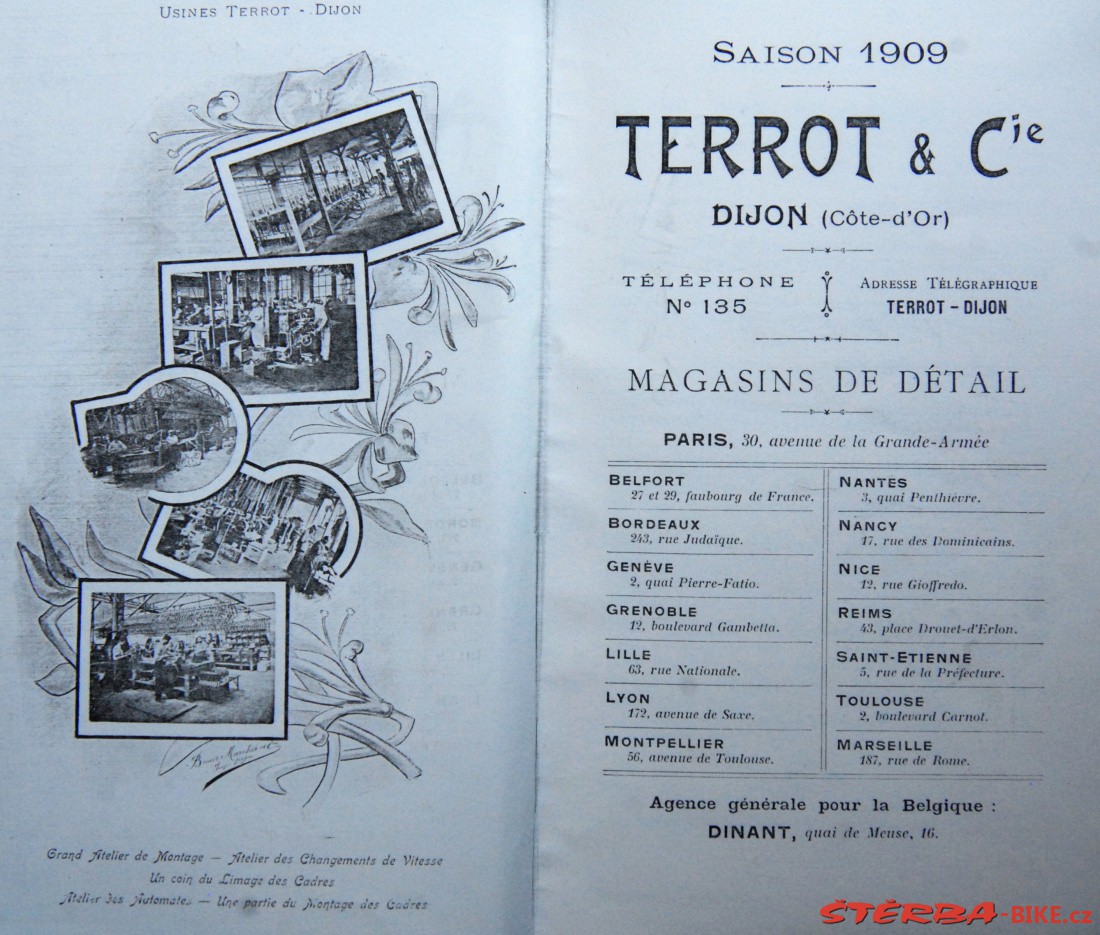 Usines Terrot - Dijon
Grand Atelier de Montage — Atelier des Changements de Vitesse
Un coin du Limage des Cadres
Atelier des Automates. — Une partie du Montage des Cadres
Saison 1909
TERROT & Cie
DIJON (Côte-d'Or)
TÉLÉPHONE
No 135
Adresse Télégraphique
TERROT - DIJON
MAGASINS DE DÉTAIL
PARIS, 30, avenue de la Grande-Armée
BELFORT
27 et 29, faubourg de France.
BORDEAUX
243, rue Judaïque.
GENÈVE
2, quai Pierre-Fatio.
GRENOBLE
12, boulevard Gambetta.
LILLE
63, rue Nationale.
LYON
172, avenue de Saxe.
MONTPELLIER
56, avenue de Toulouse.
NANTES
3, quai Penthièvre.
NANCY
17, rue des Dominicains.
NICE
12, rue Gioffredo.
REIMS
43, place Drouet-d'Erlon.
SAINT-ETIENNE
5, rue de la Préfecture.
TOULOUSE
2, boulevard Carnot.
MARSEILLE
187, rue de Rome.
Agence générale pour la Belgique :
DINANT, quai de Meuse, 16.
ŠTĚRBA-BIKE.cz